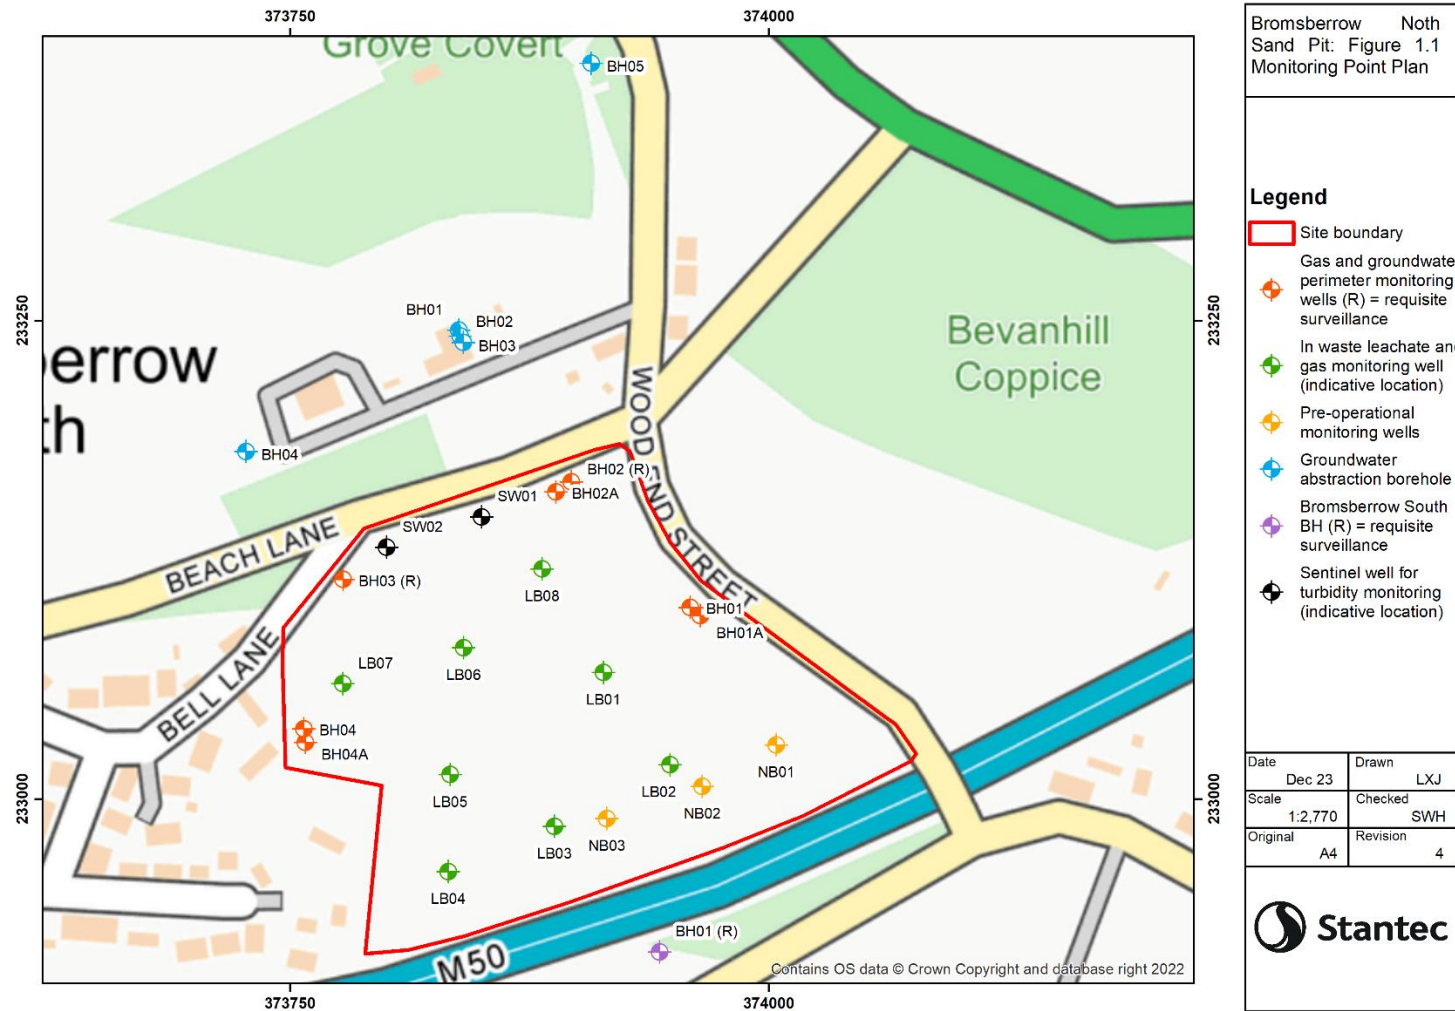 373750
374000
Grove Covert
BH05
233250
233250
BH01
BH02
BH03
errow
th
Bevanhill
Coppice
WOOD END STREET
BH04
BH02 (R)
SW01
BH02A
SW02
BEACH LANE
BH03 (R)
LB08
BH01
BH01A
BELL LANE
LB07
LB06
LB01
BH04
BH04A
NB01
LB05
LB02
NB02
233000
233000
LB03
NB03
LB04
BH01 (R)
M50
Contains OS data © Crown Copyright and database right 2022
373750
374000
Bromsberrow Noth
Sand Pit: Figure 1.1
Monitoring Point Plan
Legend
Site boundary
Gas and groundwate
perimeter monitoring
wells (R) = requisite
surveillance
In waste leachate an
gas monitoring well
(indicative location)
Pre-operational
monitoring wells
Groundwater
abstraction borehole
Bromsberrow South
BH (R) = requisite
surveillance
Sentinel well for
turbidity monitoring
(indicative location)
Date Drawn
Dec 23 LXJ
Scale Checked
1:2,770 SWH
Original Revision
A4 4
Stantec